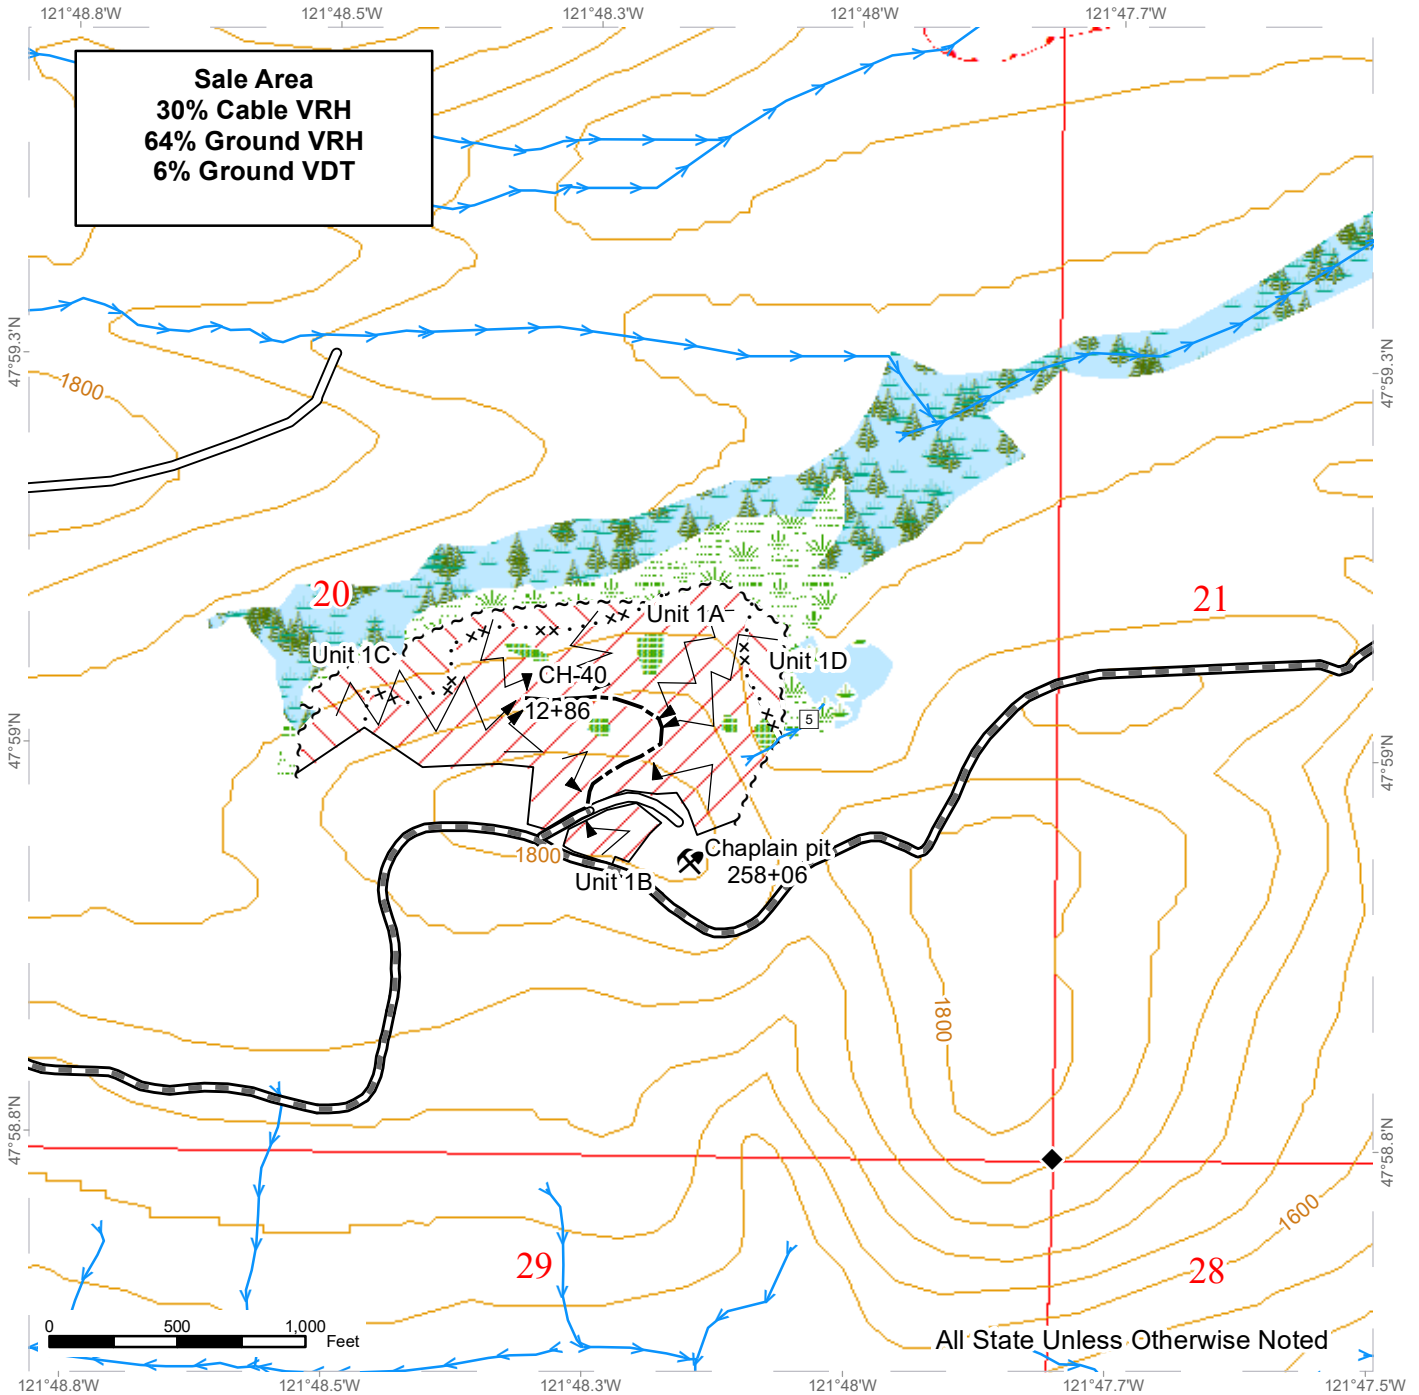 121°48.8'W
121°48.5'W
121°48.3'W
121°48'W
121°47.7'W
Sale Area
30% Cable VRH
64% Ground VRH
6% Ground VDT
47°59.3'N
47°59.3'N
1800
20
21
Unit 1A
Unit 1C
Unit 1D
CH-40
12+86
5
47°59'N
47°59'N
Chaplain pit
258+06
1800
Unit 1B
1800
47°58.8'N
47°58.8'N
1600
29
28
0
500
1,000
Feet
All State Unless Otherwise Noted
121°48.8'W
121°48.5'W
121°48.3'W
121°48'W
121°47.7'W
121°47.5'W